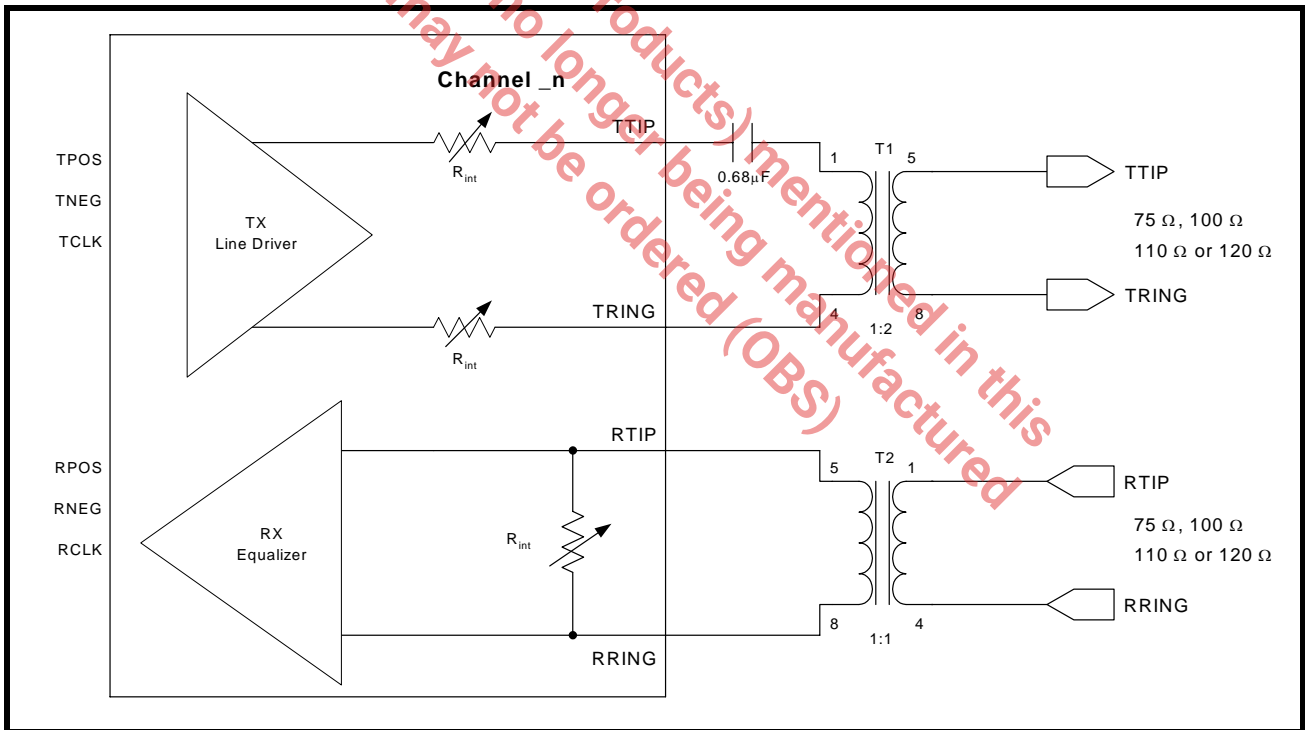 roducts) mentioned in this
no longer being manufactured
may not be ordered (OBS)
Channel _n
TPOS
TNEG
TCLK
TX
Line Driver
Rint
TTIP
0.68μF
1
T1
5
TTIP
75 Ω, 100 Ω
110 Ω or 120 Ω
Rint
TRING
4
1:2
8
TRING
RPOS
RNEG
RCLK
RX
Equalizer
Rint
RTIP
5
T2
1
RTIP
75 Ω, 100 Ω
110 Ω or 120 Ω
RRING
8
1:1
4
RRING